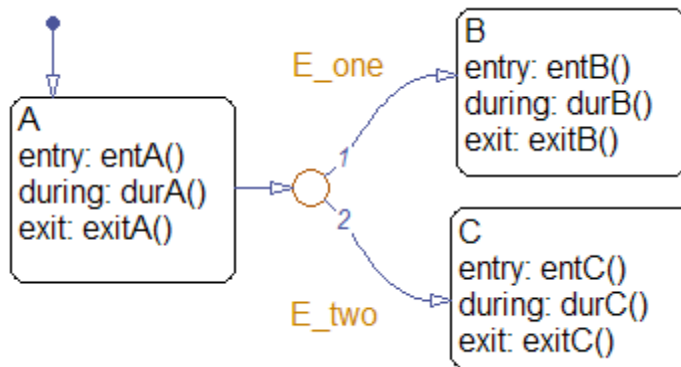 A
entry: entA()
during: durA()
exit: exitA()
E_one
1
2
E_two
B
entry: entB()
during: durB()
exit: exitB()
C
entry: entC()
during: durC()
exit: exitC()